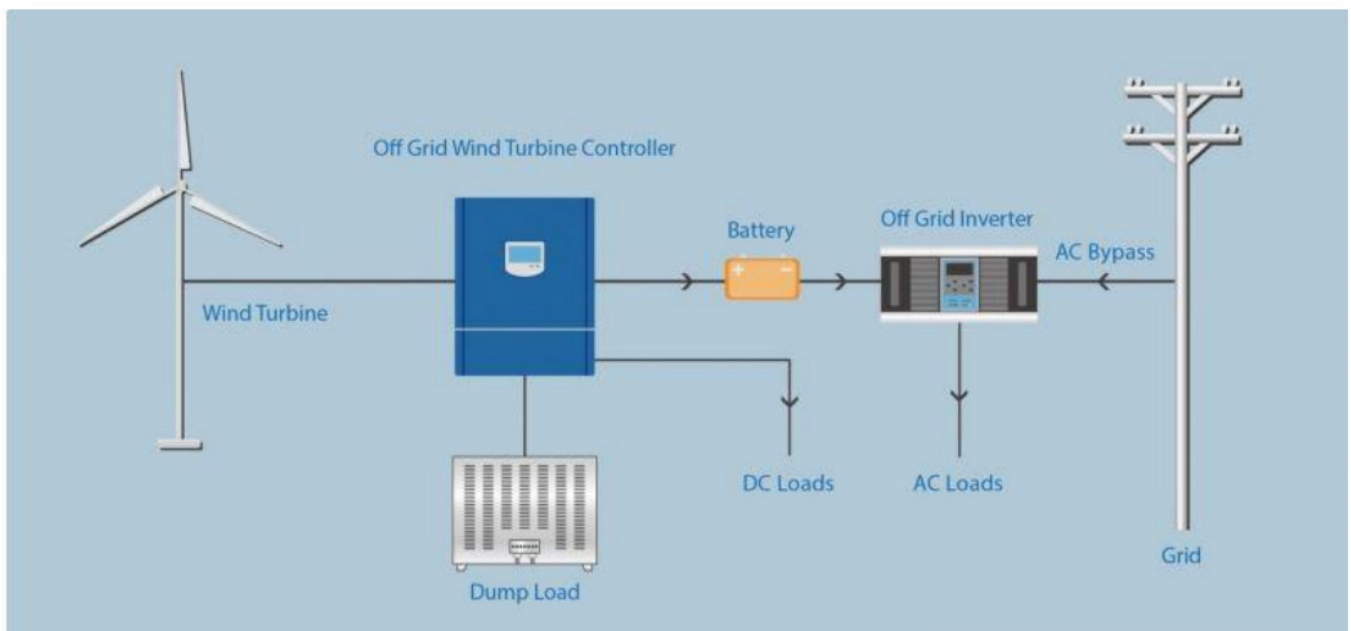 Off Grid Wind Turbine Controller
Off Grid Inverter
Battery
AC Bypass
Wind Turbine
+ −
DC Loads
AC Loads
Grid
Dump Load